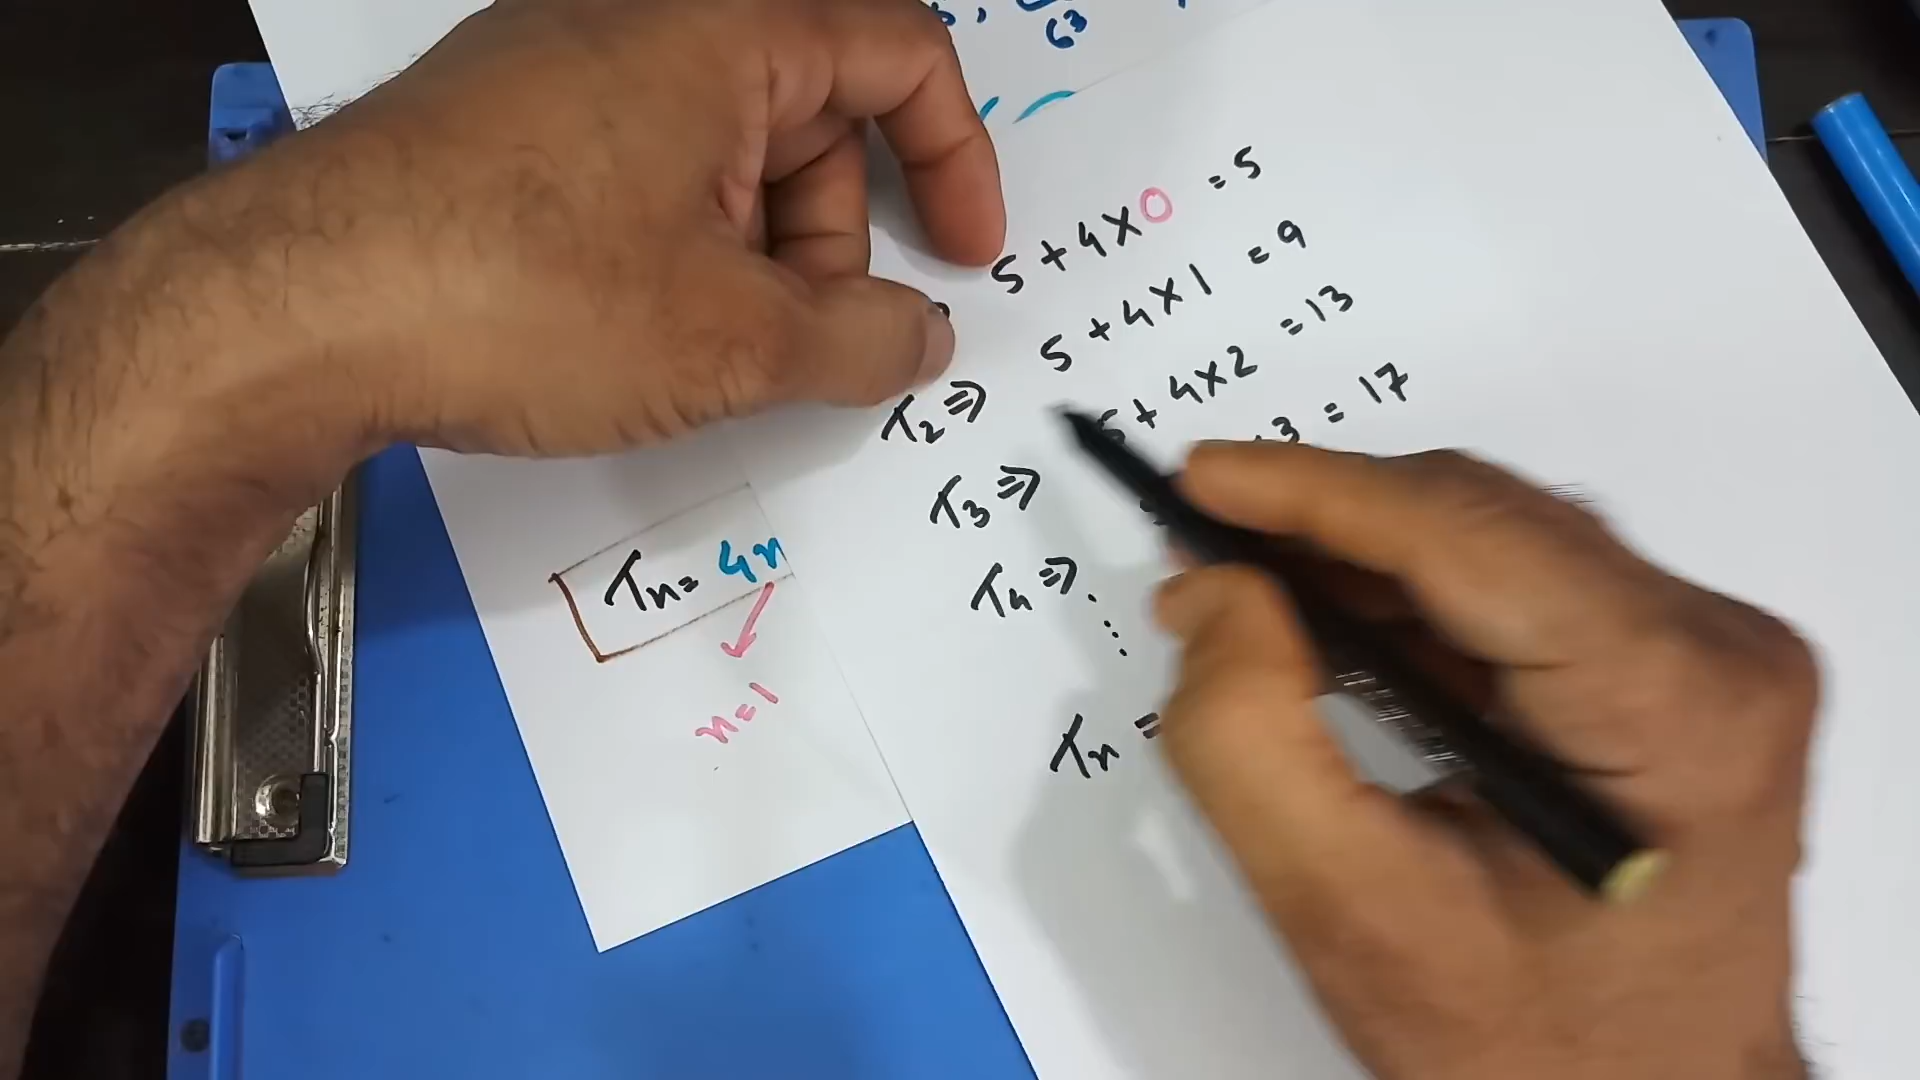 63
5 + 4 X 0 = 5
5 + 4 X 1 = 9
T2 ⇒ 5 + 4 X 2 = 13
T3 ⇒ 3 = 17
T4 ⇒
⋮
Tn =
Tn = 4n
n = 1